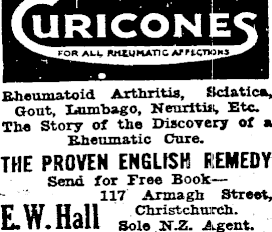 CURICONES
FOR ALL RHEUMATIC AFFECTIONS
Rheumatoid Arthritis, Sciatica,
Gout, Lumbago, Neuritis, Etc.
The Story of the Discovery of a
Rheumatic Cure.
THE PROVEN ENGLISH REMEDY
Send for Free Book—
117 Armagh Street,
E. W. Hall Christchurch.
Sole N.Z. Agent.